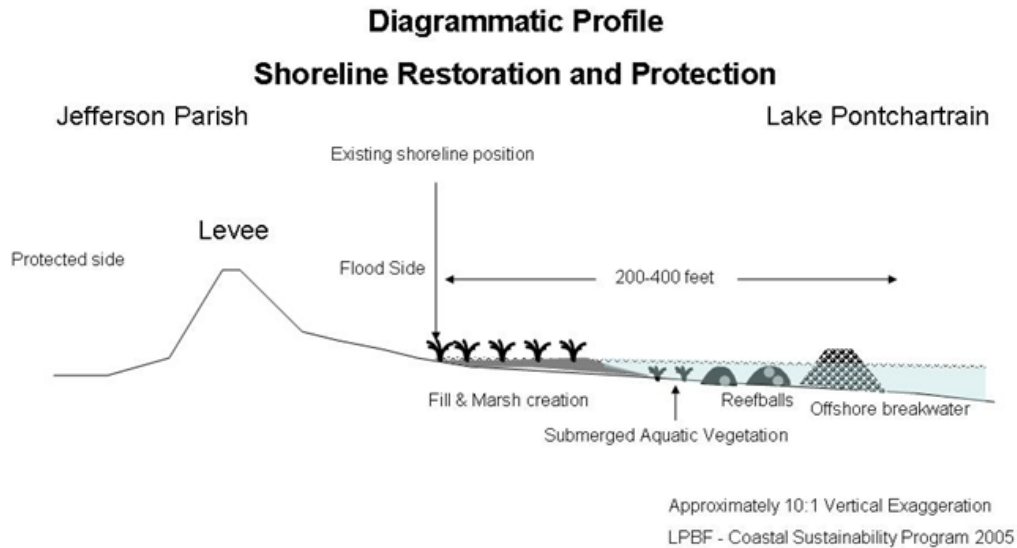 Diagrammatic Profile
Shoreline Restoration and Protection
Jefferson Parish
Lake Pontchartrain
Existing shoreline position
Levee
Protected side
Flood Side
200-400 feet
Fill & Marsh creation
Reefballs
Offshore breakwater
Submerged Aquatic Vegetation
Approximately 10:1 Vertical Exaggeration
LPBF - Coastal Sustainability Program 2005